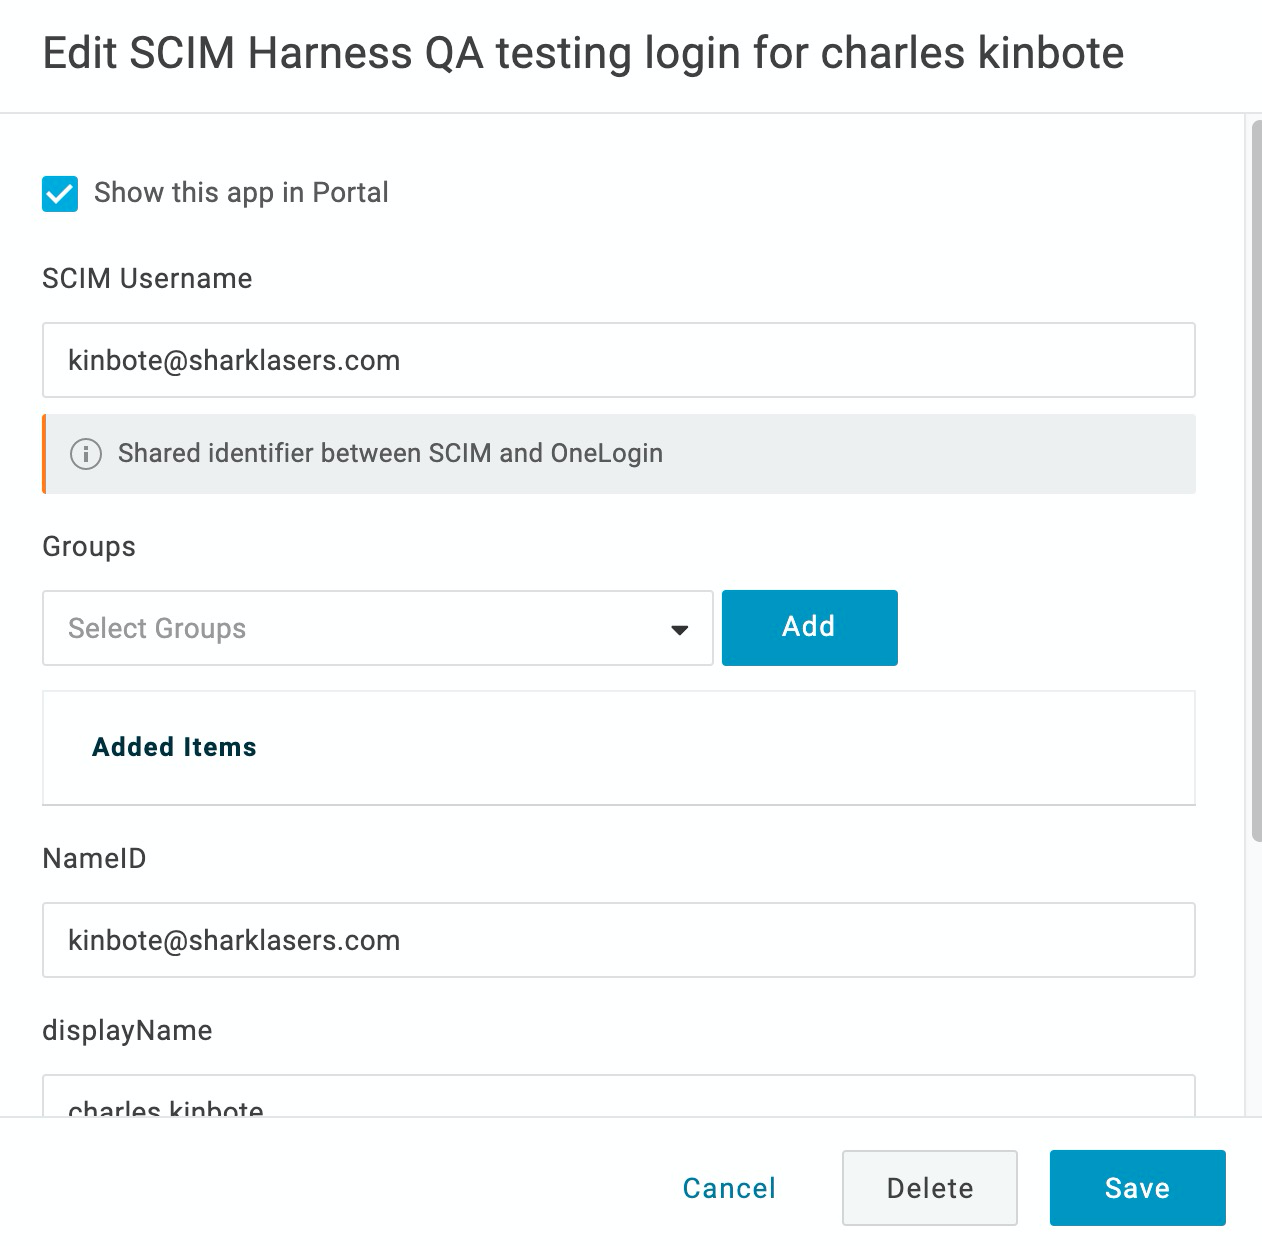 Edit SCIM Harness QA testing login for charles kinbote
Show this app in Portal
SCIM Username
kinbote@sharklasers.com
Shared identifier between SCIM and OneLogin
Groups
Select Groups
Add
Added Items
NameID
kinbote@sharklasers.com
displayName
charles kinbote
Cancel
Delete
Save